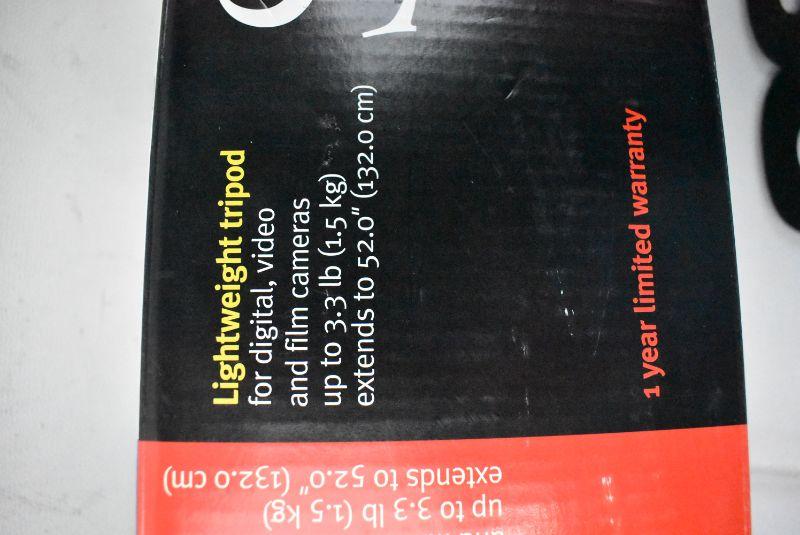 Lightweight tripod
for digital, video
and film cameras
up to 3.3 lb (1.5 kg)
extends to 52.0" (132.0 cm)
1 year limited warranty
up to 3.3 lb (1.5 kg)
extends to 52.0" (132.0 cm)